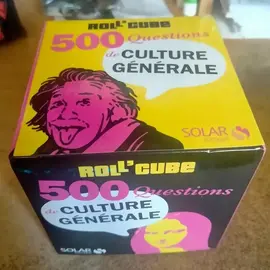 ROLL'CUBE
500 Questions
de CULTURE
GÉNÉRALE
SOLAR
ROLL'CUBE
500 Questions
de CULTURE
GÉNÉRALE
SOLAR